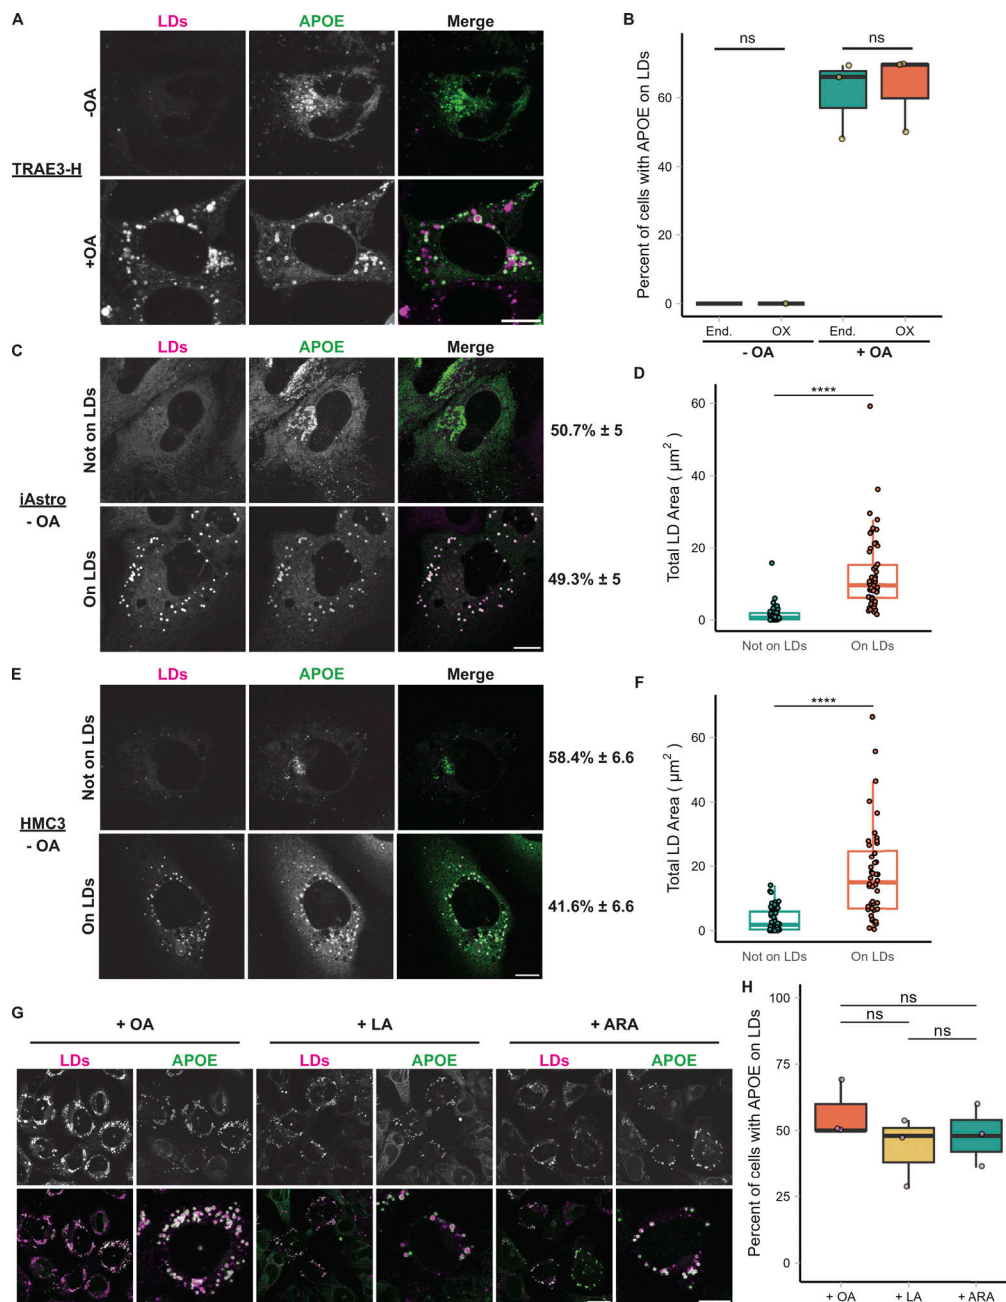 A
LDs APOE Merge
-OA
TRAE3-H
+OA
B
Percent of cells with APOE on LDs
ns ns
60
40
20
0
End. OX End. OX
- OA + OA
C
LDs APOE Merge
Not on LDs
50.7% ± 5
iAstro
- OA
On LDs
49.3% ± 5
D
Total LD Area ( µm2 )
****
60
40
20
0
Not on LDs On LDs
E
LDs APOE Merge
Not on LDs
58.4% ± 6.6
HMC3
- OA
On LDs
41.6% ± 6.6
F
Total LD Area ( µm2 )
****
60
40
20
0
Not on LDs On LDs
G
+ OA + LA + ARA
LDs APOE LDs APOE LDs APOE
H
Percent of cells with APOE on LDs
ns
ns
ns
100
75
50
25
0
+ OA + LA + ARA